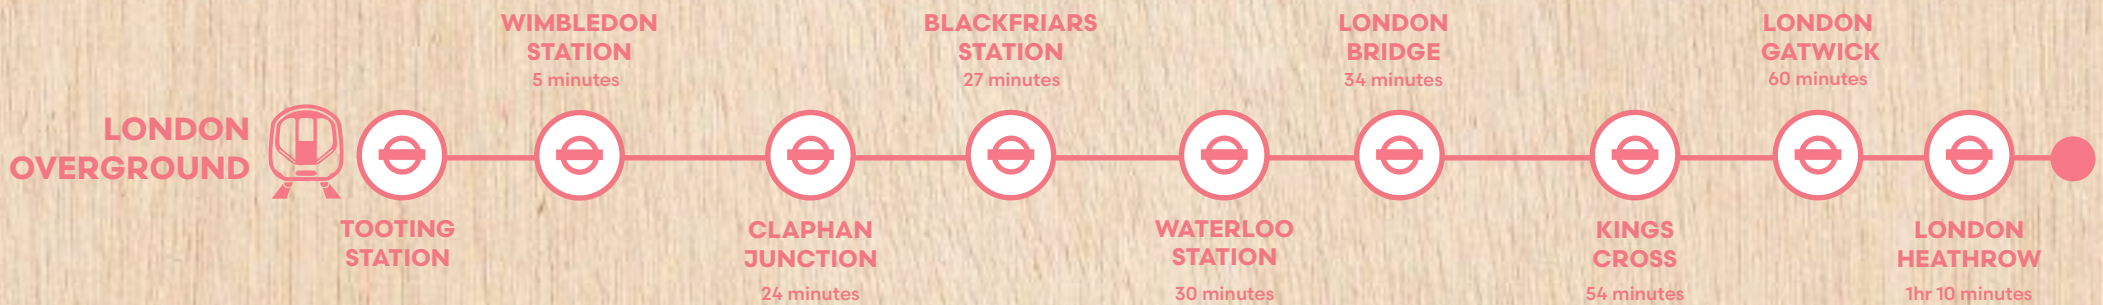 LONDON
OVERGROUND
TOOTING
STATION
WIMBLEDON
STATION
5 minutes
CLAPHAN
JUNCTION
24 minutes
BLACKFRIARS
STATION
27 minutes
WATERLOO
STATION
30 minutes
LONDON
BRIDGE
34 minutes
KINGS
CROSS
54 minutes
LONDON
GATWICK
60 minutes
LONDON
HEATHROW
1hr 10 minutes